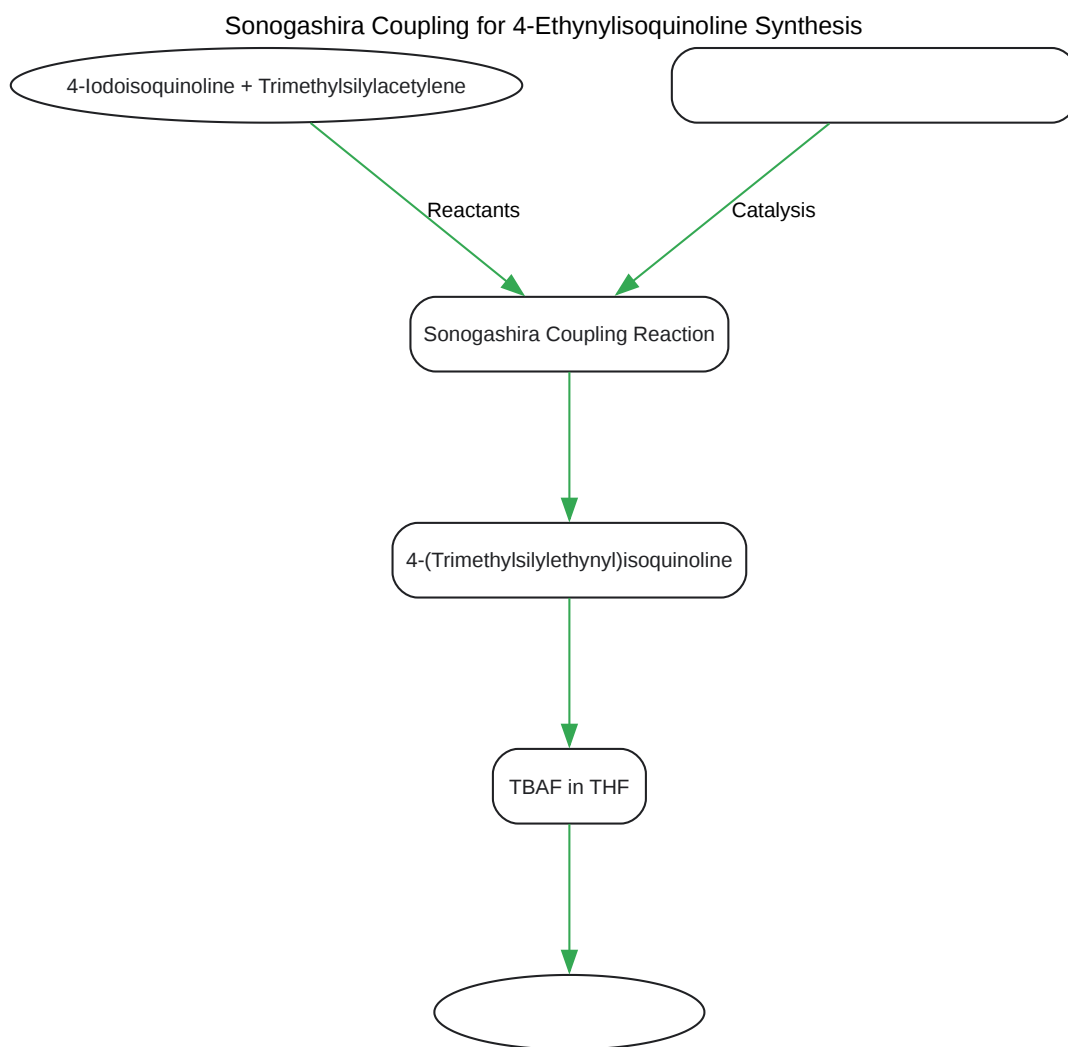 Sonogashira Coupling for 4-Ethynylisoquinoline Synthesis
4-Iodoisoquinoline + Trimethylsilylacetylene
Reactants
Catalysis
Sonogashira Coupling Reaction
4-(Trimethylsilylethynyl)isoquinoline
TBAF in THF